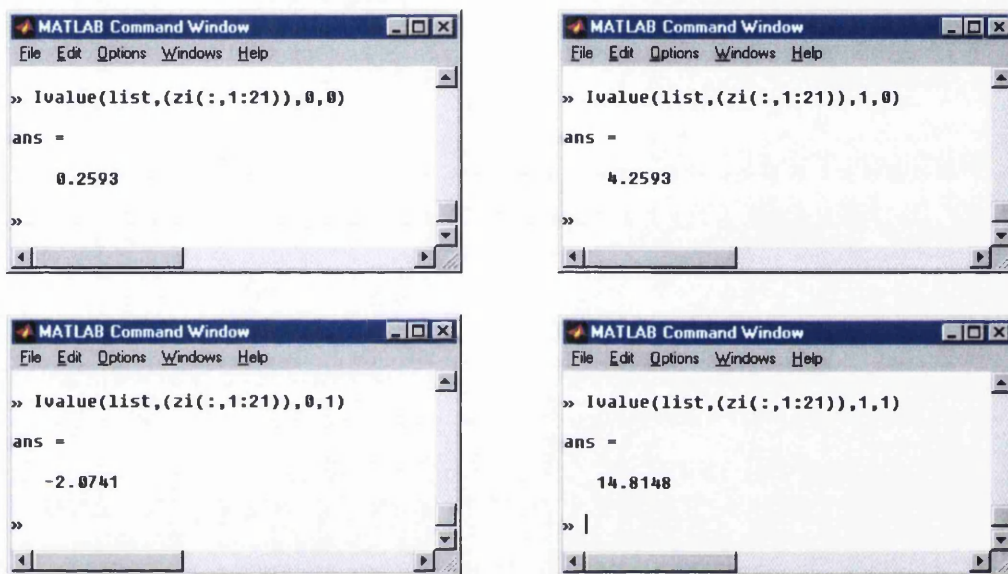 MATLAB Command Window
File Edit Options Windows Help
» Ivalue(list,(zi(:,1:21)),0,0)
ans =
0.2593
»
MATLAB Command Window
File Edit Options Windows Help
» Ivalue(list,(zi(:,1:21)),1,0)
ans =
4.2593
»
MATLAB Command Window
File Edit Options Windows Help
» Ivalue(list,(zi(:,1:21)),0,1)
ans =
-2.0741
»
MATLAB Command Window
File Edit Options Windows Help
» Ivalue(list,(zi(:,1:21)),1,1)
ans =
14.8148
» |